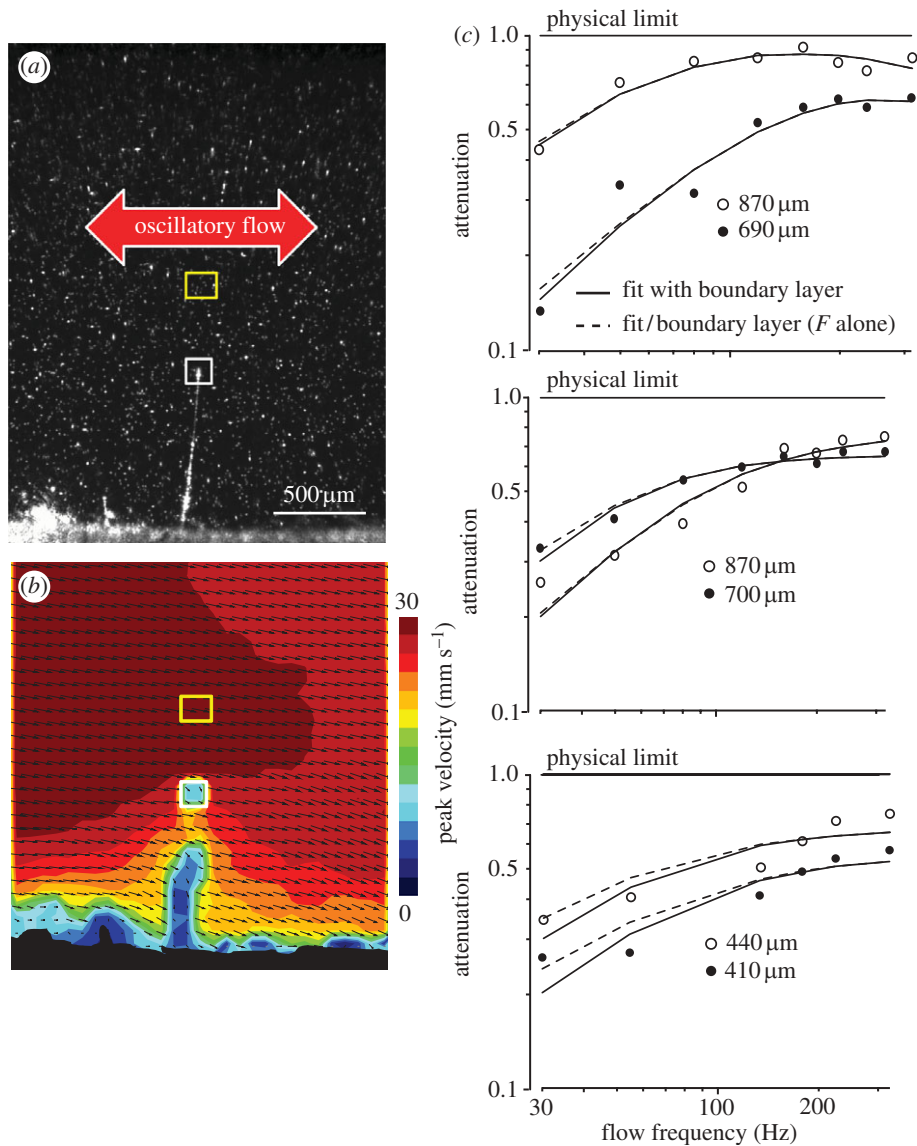 (a)
oscillatory flow
500 µm
(b)
30
0
peak velocity (mm s⁻¹)
(c)
physical limit
1.0
0.5
0.1
attenuation
870 µm
690 µm
fit with boundary layer
fit/boundary layer (F alone)
physical limit
1.0
0.5
0.1
attenuation
870 µm
700 µm
physical limit
1.0
0.5
0.1
attenuation
440 µm
410 µm
30 100 200
flow frequency (Hz)